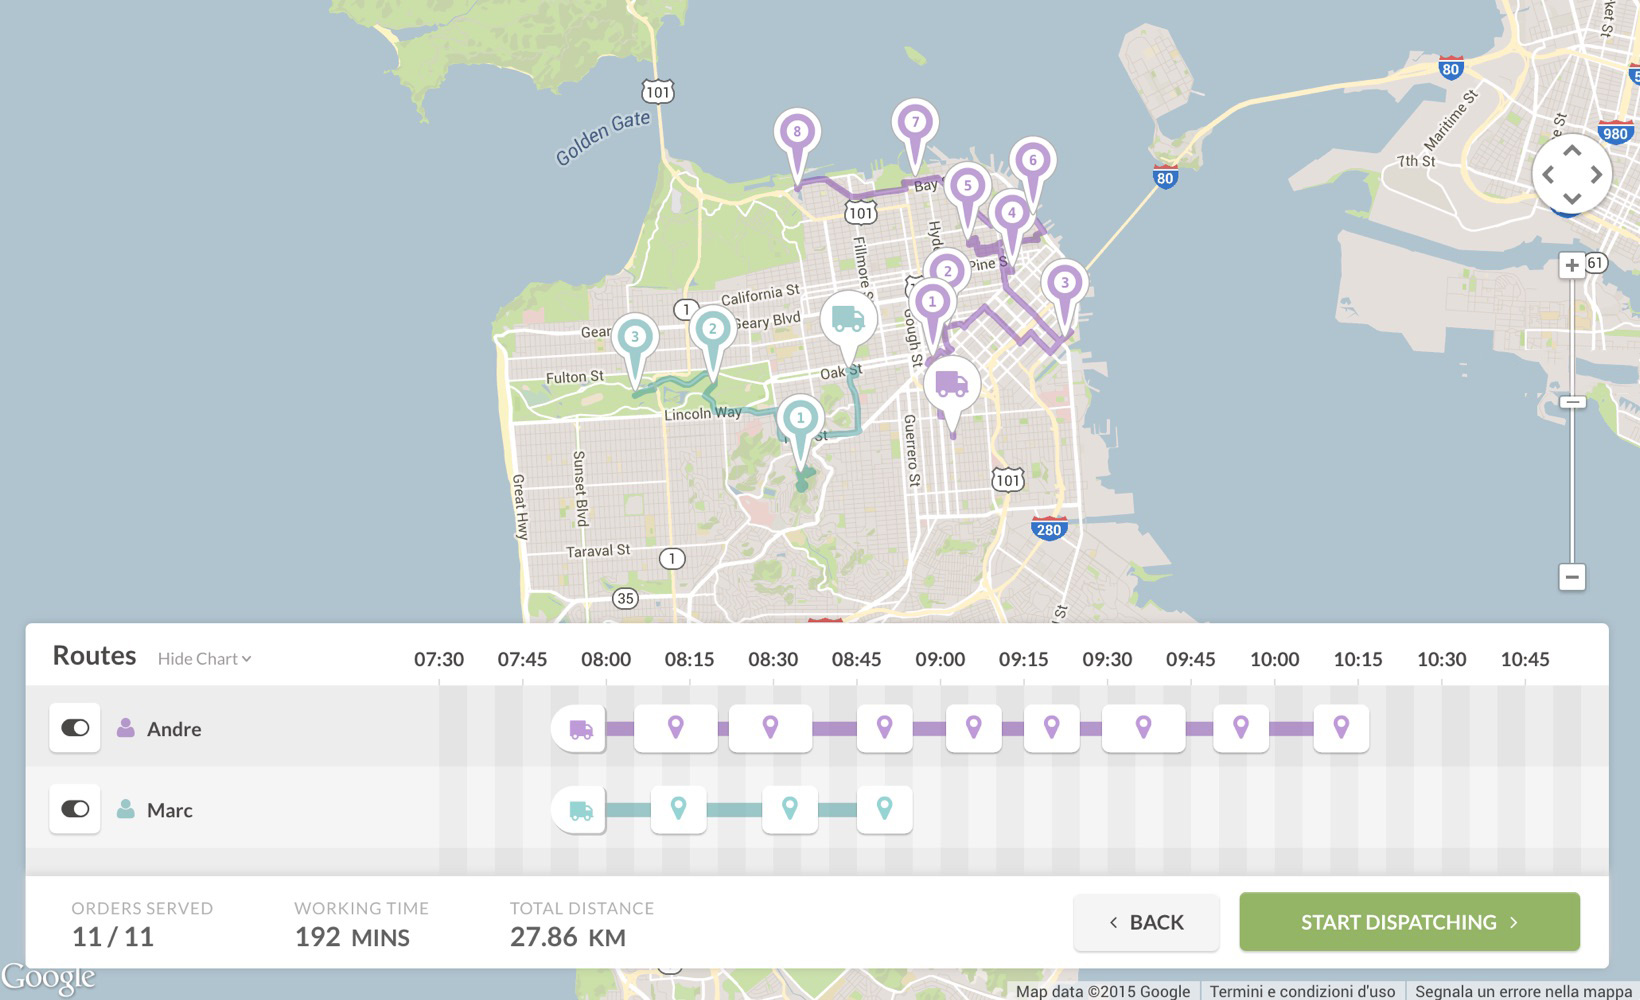 101
80
Maritime St
980
Golden Gate
8
7
6
7th St
80
Bay
5
4
101
Fillmore S
Pine S
2
3
61
California St
1
1
Geary Blvd
Gear
3
2
Gough St
Fulton St
Oak St
Lincoln Way
1
Guerrero St
Great Hwy
Sunset Blvd
101
280
Taraval St
1
35
Routes
Hide Chart
07:30 07:45 08:00 08:15 08:30 08:45 09:00 09:15 09:30 09:45 10:00 10:15 10:30 10:45
Andre
Marc
ORDERS SERVED
11 / 11
WORKING TIME
192 MINS
TOTAL DISTANCE
27.86 KM
BACK
START DISPATCHING
Google
Map data ©2015 Google
Termini e condizioni d'uso
Segnala un errore nella mappa